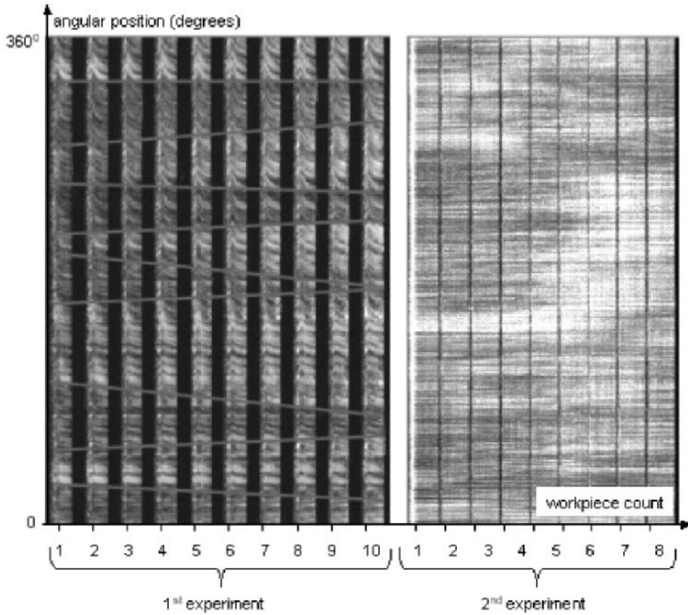 angular position (degrees)
360°
0
workpiece count
1 2 3 4 5 6 7 8 9 10 1 2 3 4 5 6 7 8
1st experiment 2nd experiment